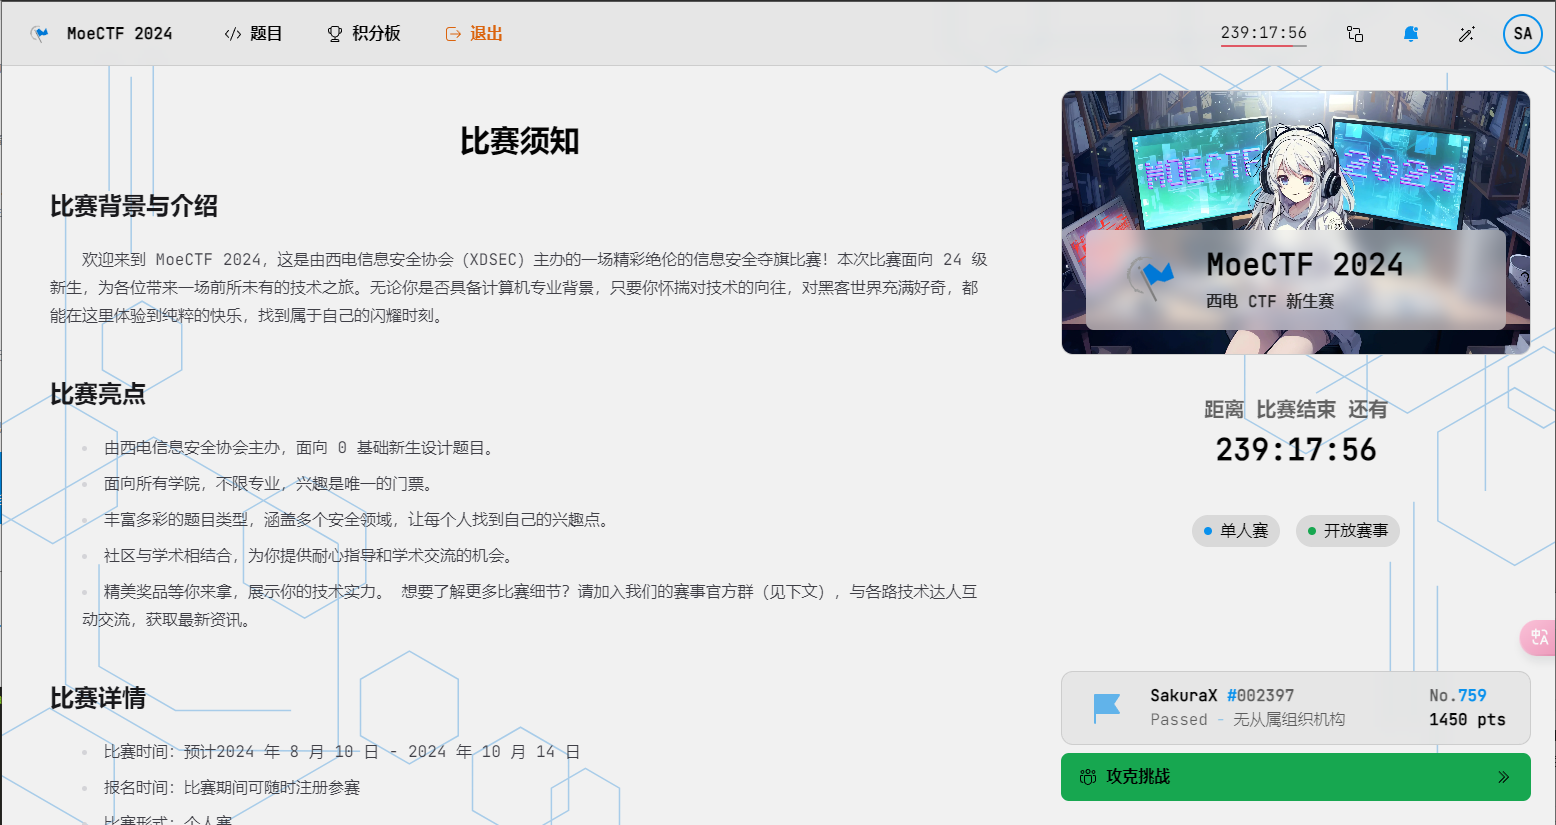 MoeCTF 2024 题目 积分板 退出 239:17:56 SA
比赛须知
比赛背景与介绍
欢迎来到 MoeCTF 2024，这是由西电信息安全协会（XDSEC）主办的一场精彩绝伦的信息安全夺旗比赛！本次比赛面向 24 级
新生，为各位带来一场前所未有的技术之旅。无论你是否具备计算机专业背景，只要你怀揣对技术的向往，对黑客世界充满好奇，都
能在这里体验到纯粹的快乐，找到属于自己的闪耀时刻。
比赛亮点
由西电信息安全协会主办，面向 0 基础新生设计题目。
面向所有学院，不限专业，兴趣是唯一的门票。
丰富多彩的题目类型，涵盖多个安全领域，让每个人找到自己的兴趣点。
社区与学术相结合，为你提供耐心指导和学术交流的机会。
精美奖品等你来拿，展示你的技术实力。 想要了解更多比赛细节？请加入我们的赛事官方群（见下文），与各路技术达人互
动交流，获取最新资讯。
比赛详情
比赛时间：预计2024 年 8 月 10 日 - 2024 年 10 月 14 日
报名时间：比赛期间可随时注册参赛
比赛形式：个人赛
MOECTF 2024
MoeCTF 2024
西电 CTF 新生赛
距离 比赛结束 还有
239:17:56
单人赛 开放赛事
SakuraX #002397 No.759
Passed - 无从属组织机构 1450 pts
攻克挑战